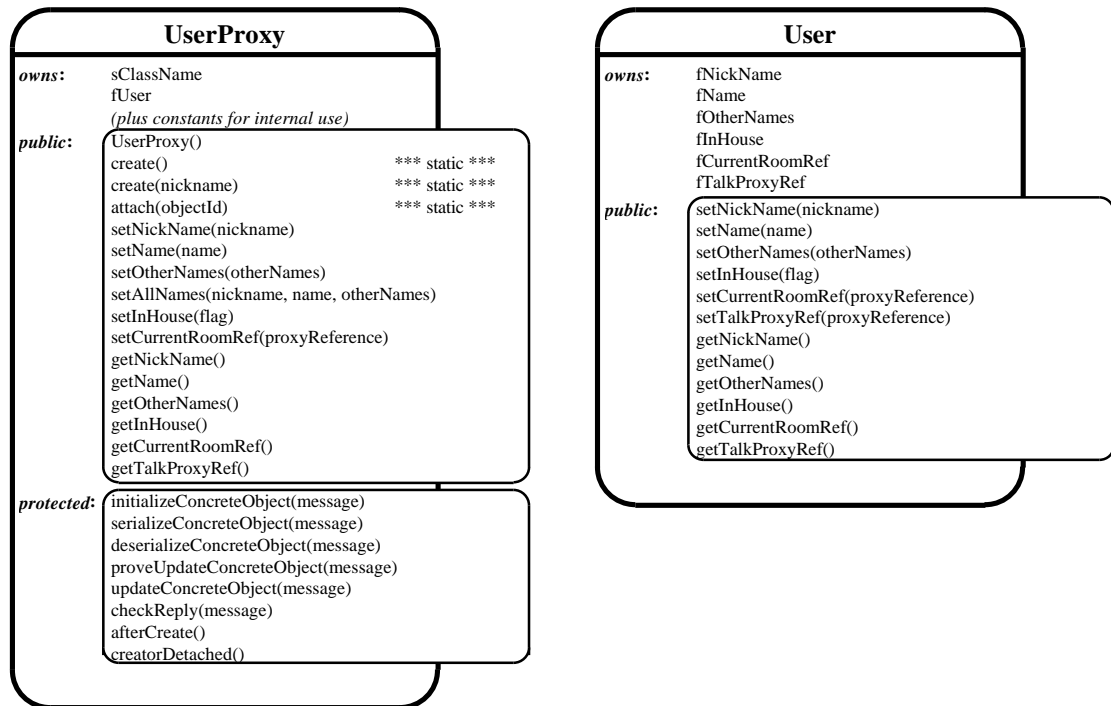 UserProxy
owns: sClassName
fUser
(plus constants for internal use)
public: UserProxy()
create() *** static ***
create(nickname) *** static ***
attach(objectId) *** static ***
setNickName(nickname)
setName(name)
setOtherNames(otherNames)
setAllNames(nickname, name, otherNames)
setInHouse(flag)
setCurrentRoomRef(proxyReference)
getNickName()
getName()
getOtherNames()
getInHouse()
getCurrentRoomRef()
getTalkProxyRef()
protected: initializeConcreteObject(message)
serializeConcreteObject(message)
deserializeConcreteObject(message)
proveUpdateConcreteObject(message)
updateConcreteObject(message)
checkReply(message)
afterCreate()
creatorDetached()
User
owns: fNickName
fName
fOtherNames
fInHouse
fCurrentRoomRef
fTalkProxyRef
public: setNickName(nickname)
setName(name)
setOtherNames(otherNames)
setInHouse(flag)
setCurrentRoomRef(proxyReference)
setTalkProxyRef(proxyReference)
getNickName()
getName()
getOtherNames()
getInHouse()
getCurrentRoomRef()
getTalkProxyRef()